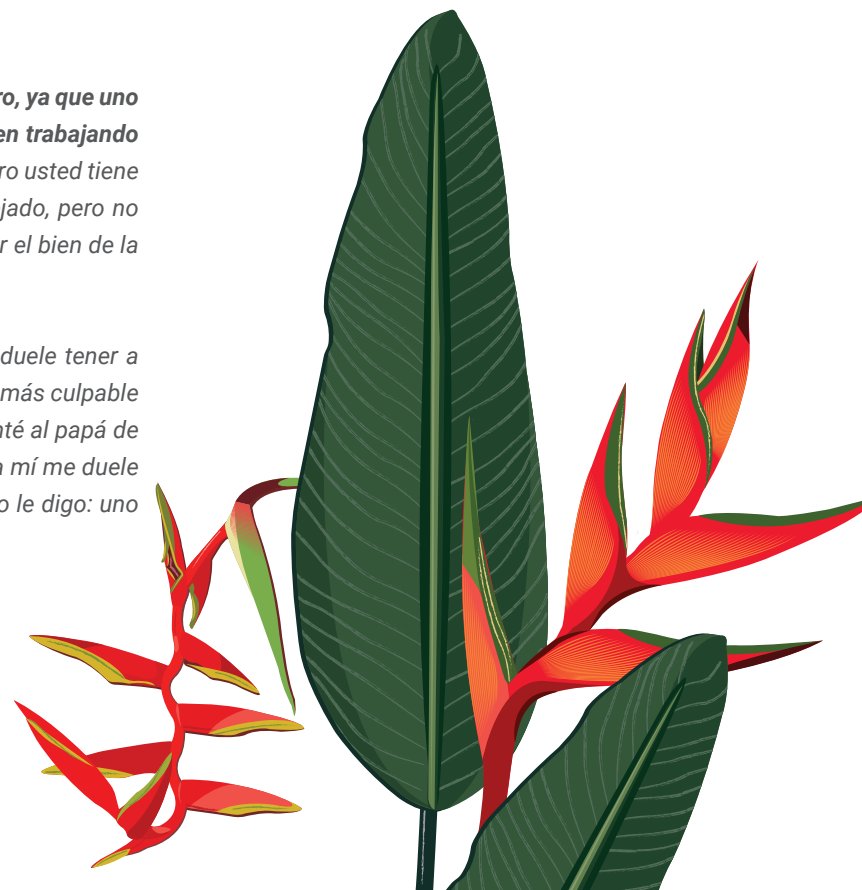 ro, ya que uno
en trabajando
ro usted tiene
jado, pero no
r el bien de la
duele tener a
más culpable
nté al papá de
a mí me duele
o le digo: uno